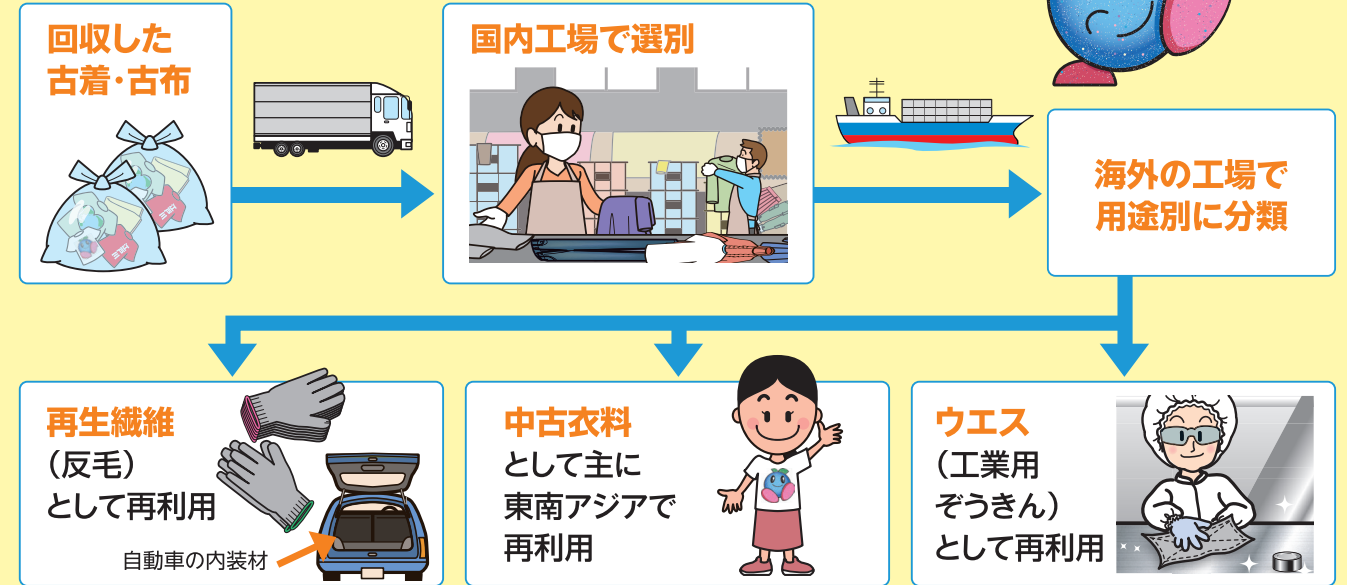 回収した
古着・古布
国内工場で選別
海外の工場で
用途別に分類
再生繊維
（反毛）
として再利用
自動車の内装材
中古衣料
として主に
東南アジアで
再利用
ウエス
（工業用
ぞうきん）
として再利用